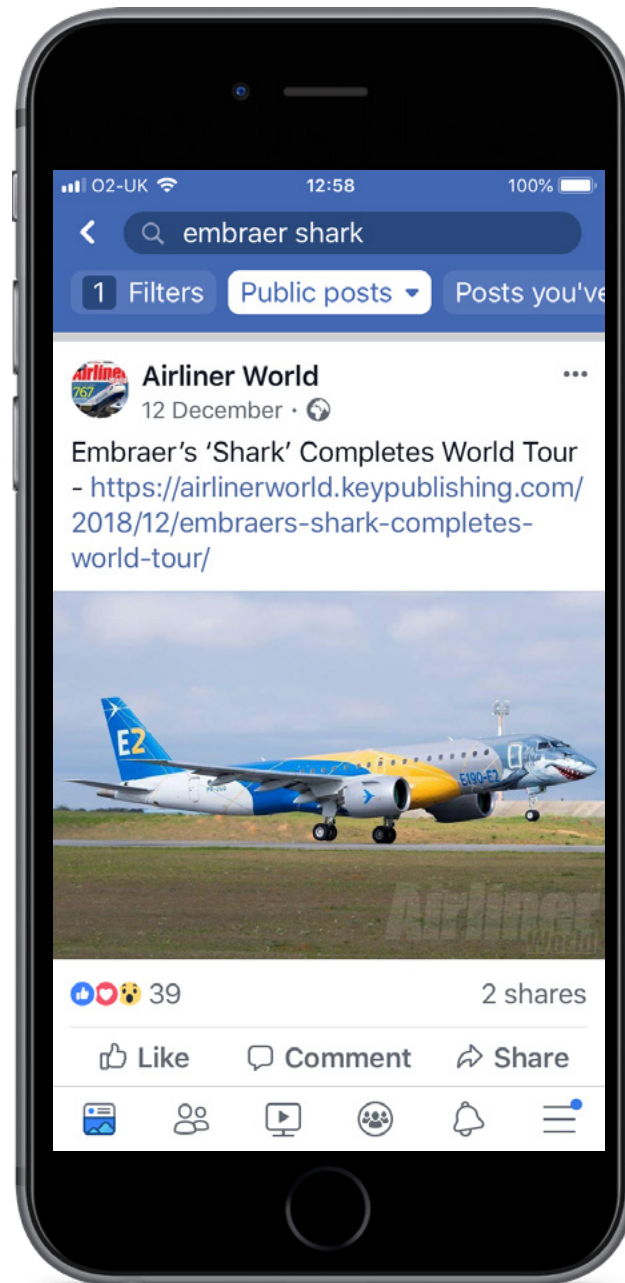 O2-UK 12:58 100%
embraer shark
1 Filters Public posts Posts you've
Airliner
767
Airliner World
12 December
Embraer's ‘Shark’ Completes World Tour
- https://airlinerworld.keypublishing.com/
2018/12/embraers-shark-completes-
world-tour/
E2
E190-E2
Airliner
World
39 2 shares
Like Comment Share